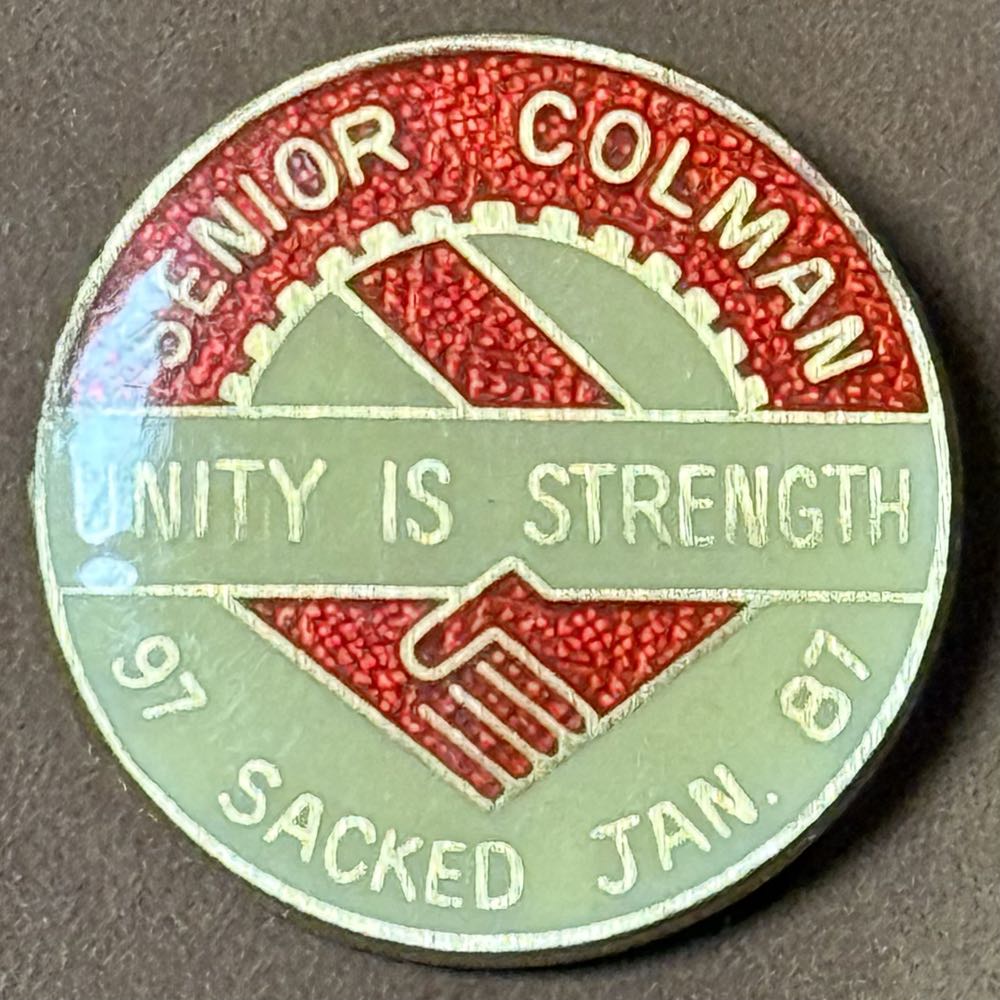 SENIOR COLMAN
UNITY IS STRENGTH
97 SACKED JAN. 87